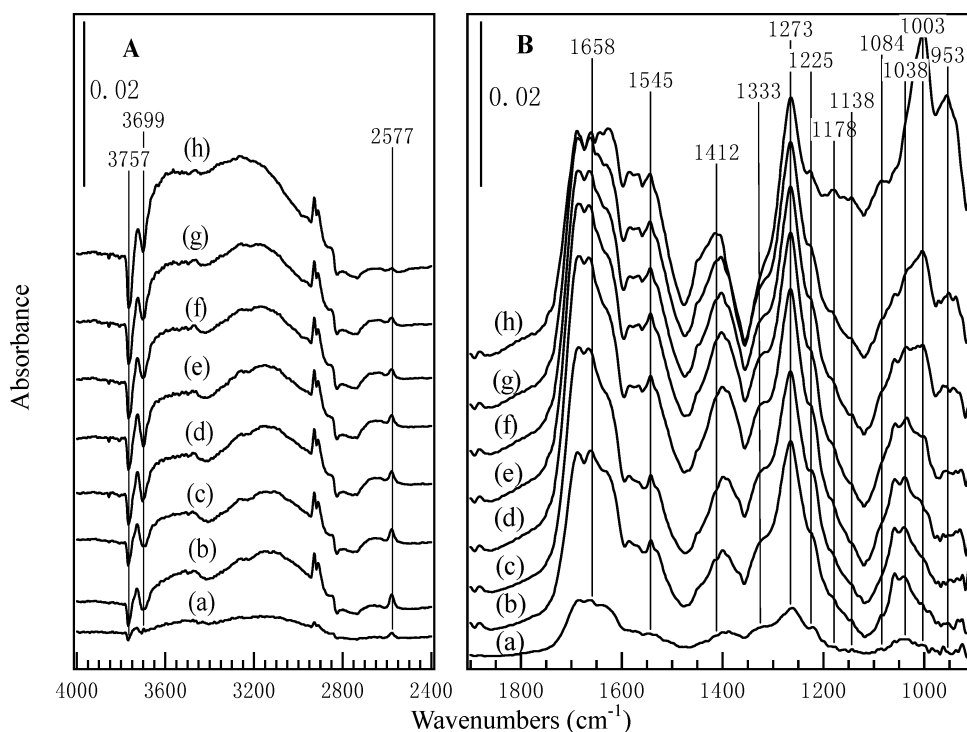 A
0.02
3699
3757
2577
(h)
(g)
(f)
(e)
(d)
(c)
(b)
(a)
4000
3600
3200
2800
2400
B
0.02
1658
1545
1412
1333
1273
1225
1178
1138
1084
1038
1003
953
(h)
(g)
(f)
(e)
(d)
(c)
(b)
(a)
1800
1600
1400
1200
1000
Absorbance
Wavenumbers (cm⁻¹)